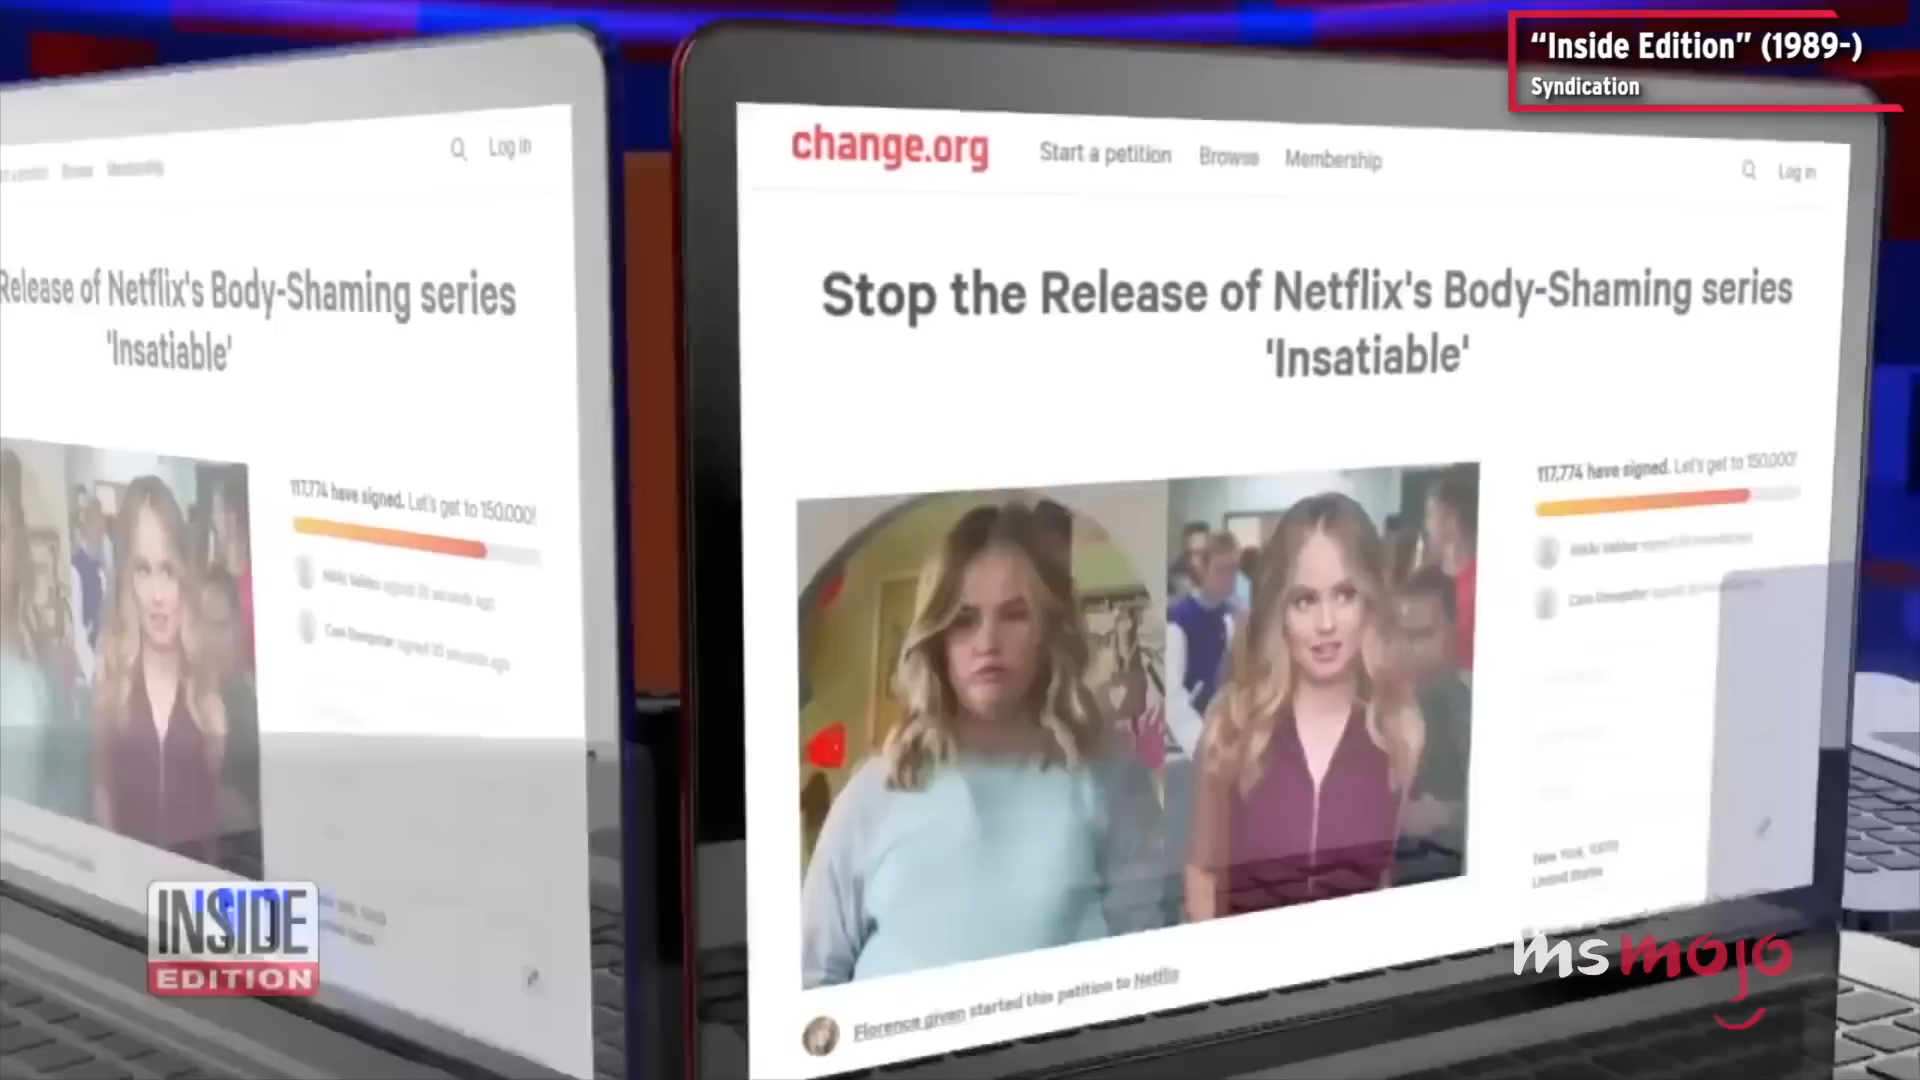 “Inside Edition” (1989-)
Syndication
Log in
Release of Netflix's Body-Shaming series
'Insatiable'
117,774 have signed. Let's get to 150,000!
change.org
Start a petition Browse Membership
Log in
Stop the Release of Netflix's Body-Shaming series
'Insatiable'
117,774 have signed. Let's get to 150,000!
Florence given started this petition to Netflix
INSIDE
EDITION
msmojo